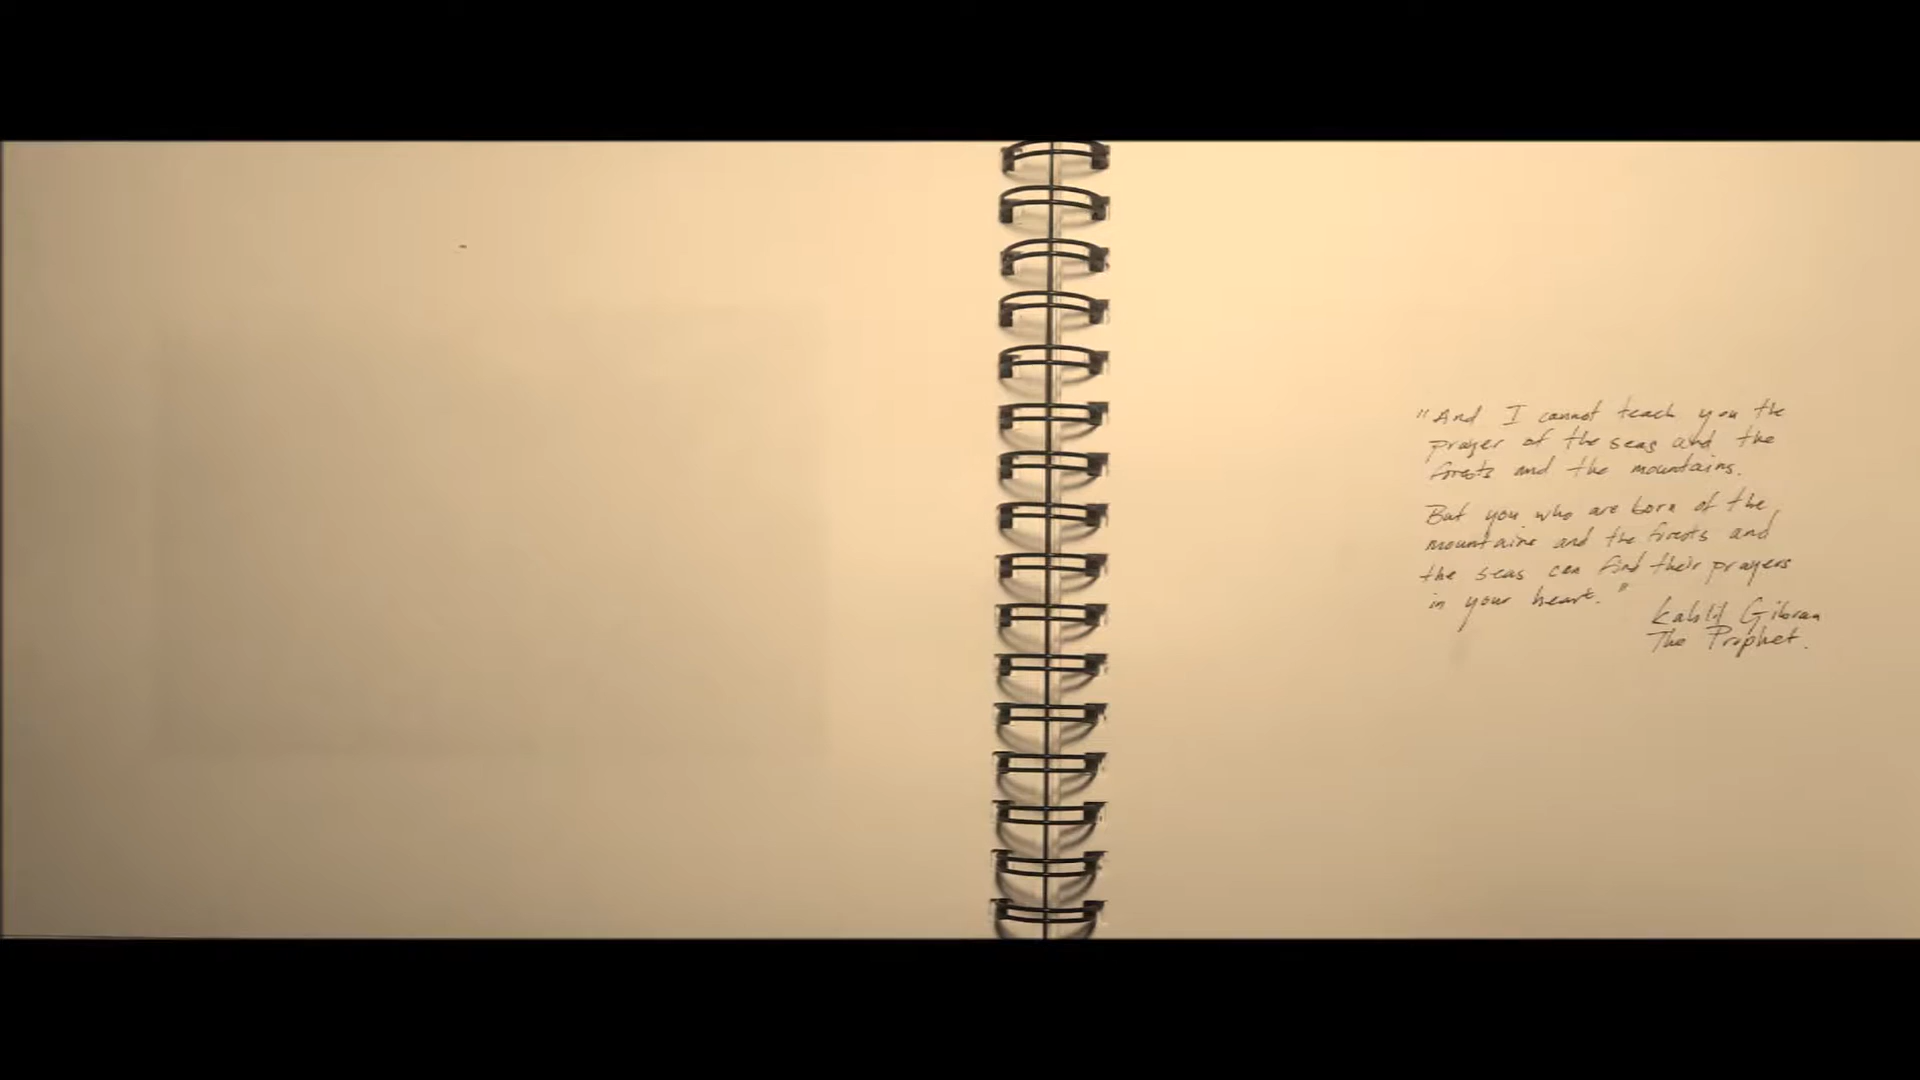 "And I cannot teach you the
prayer of the seas and the
forests and the mountains.
But you who are born of the
mountains and the forests and
the seas can find their prayers
in your heart."
Kahlil Gibran
The Prophet.